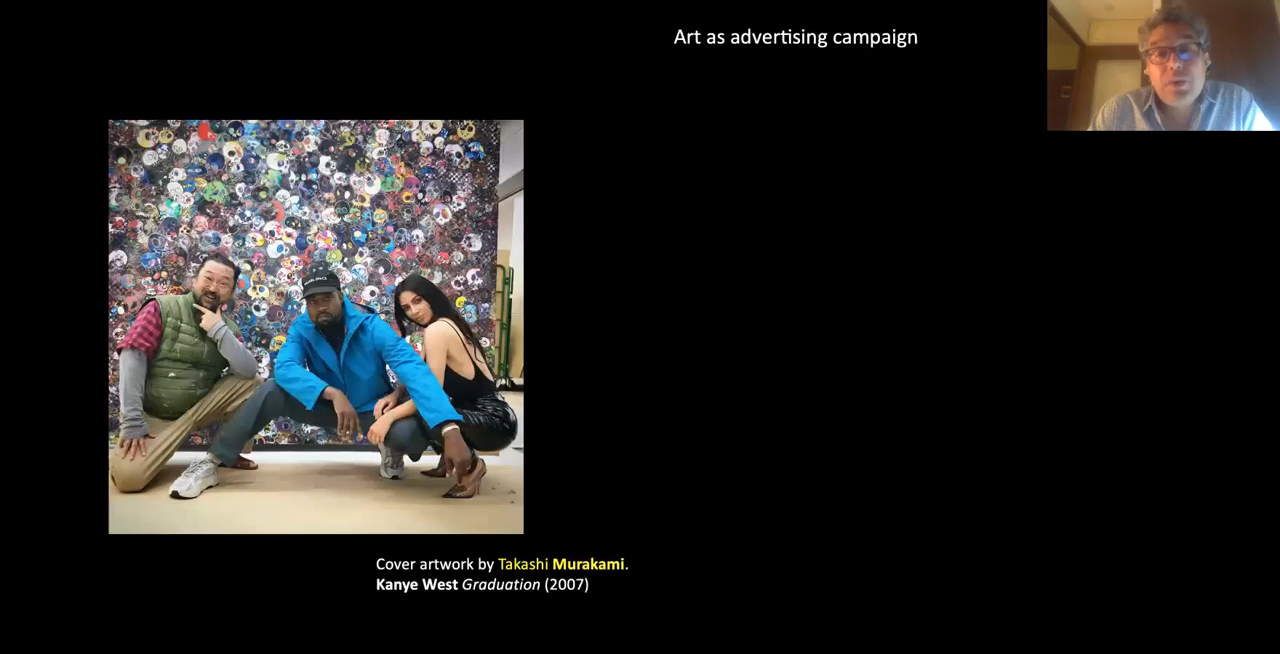 Art as advertising campaign
Cover artwork by Takashi Murakami.
Kanye West Graduation (2007)